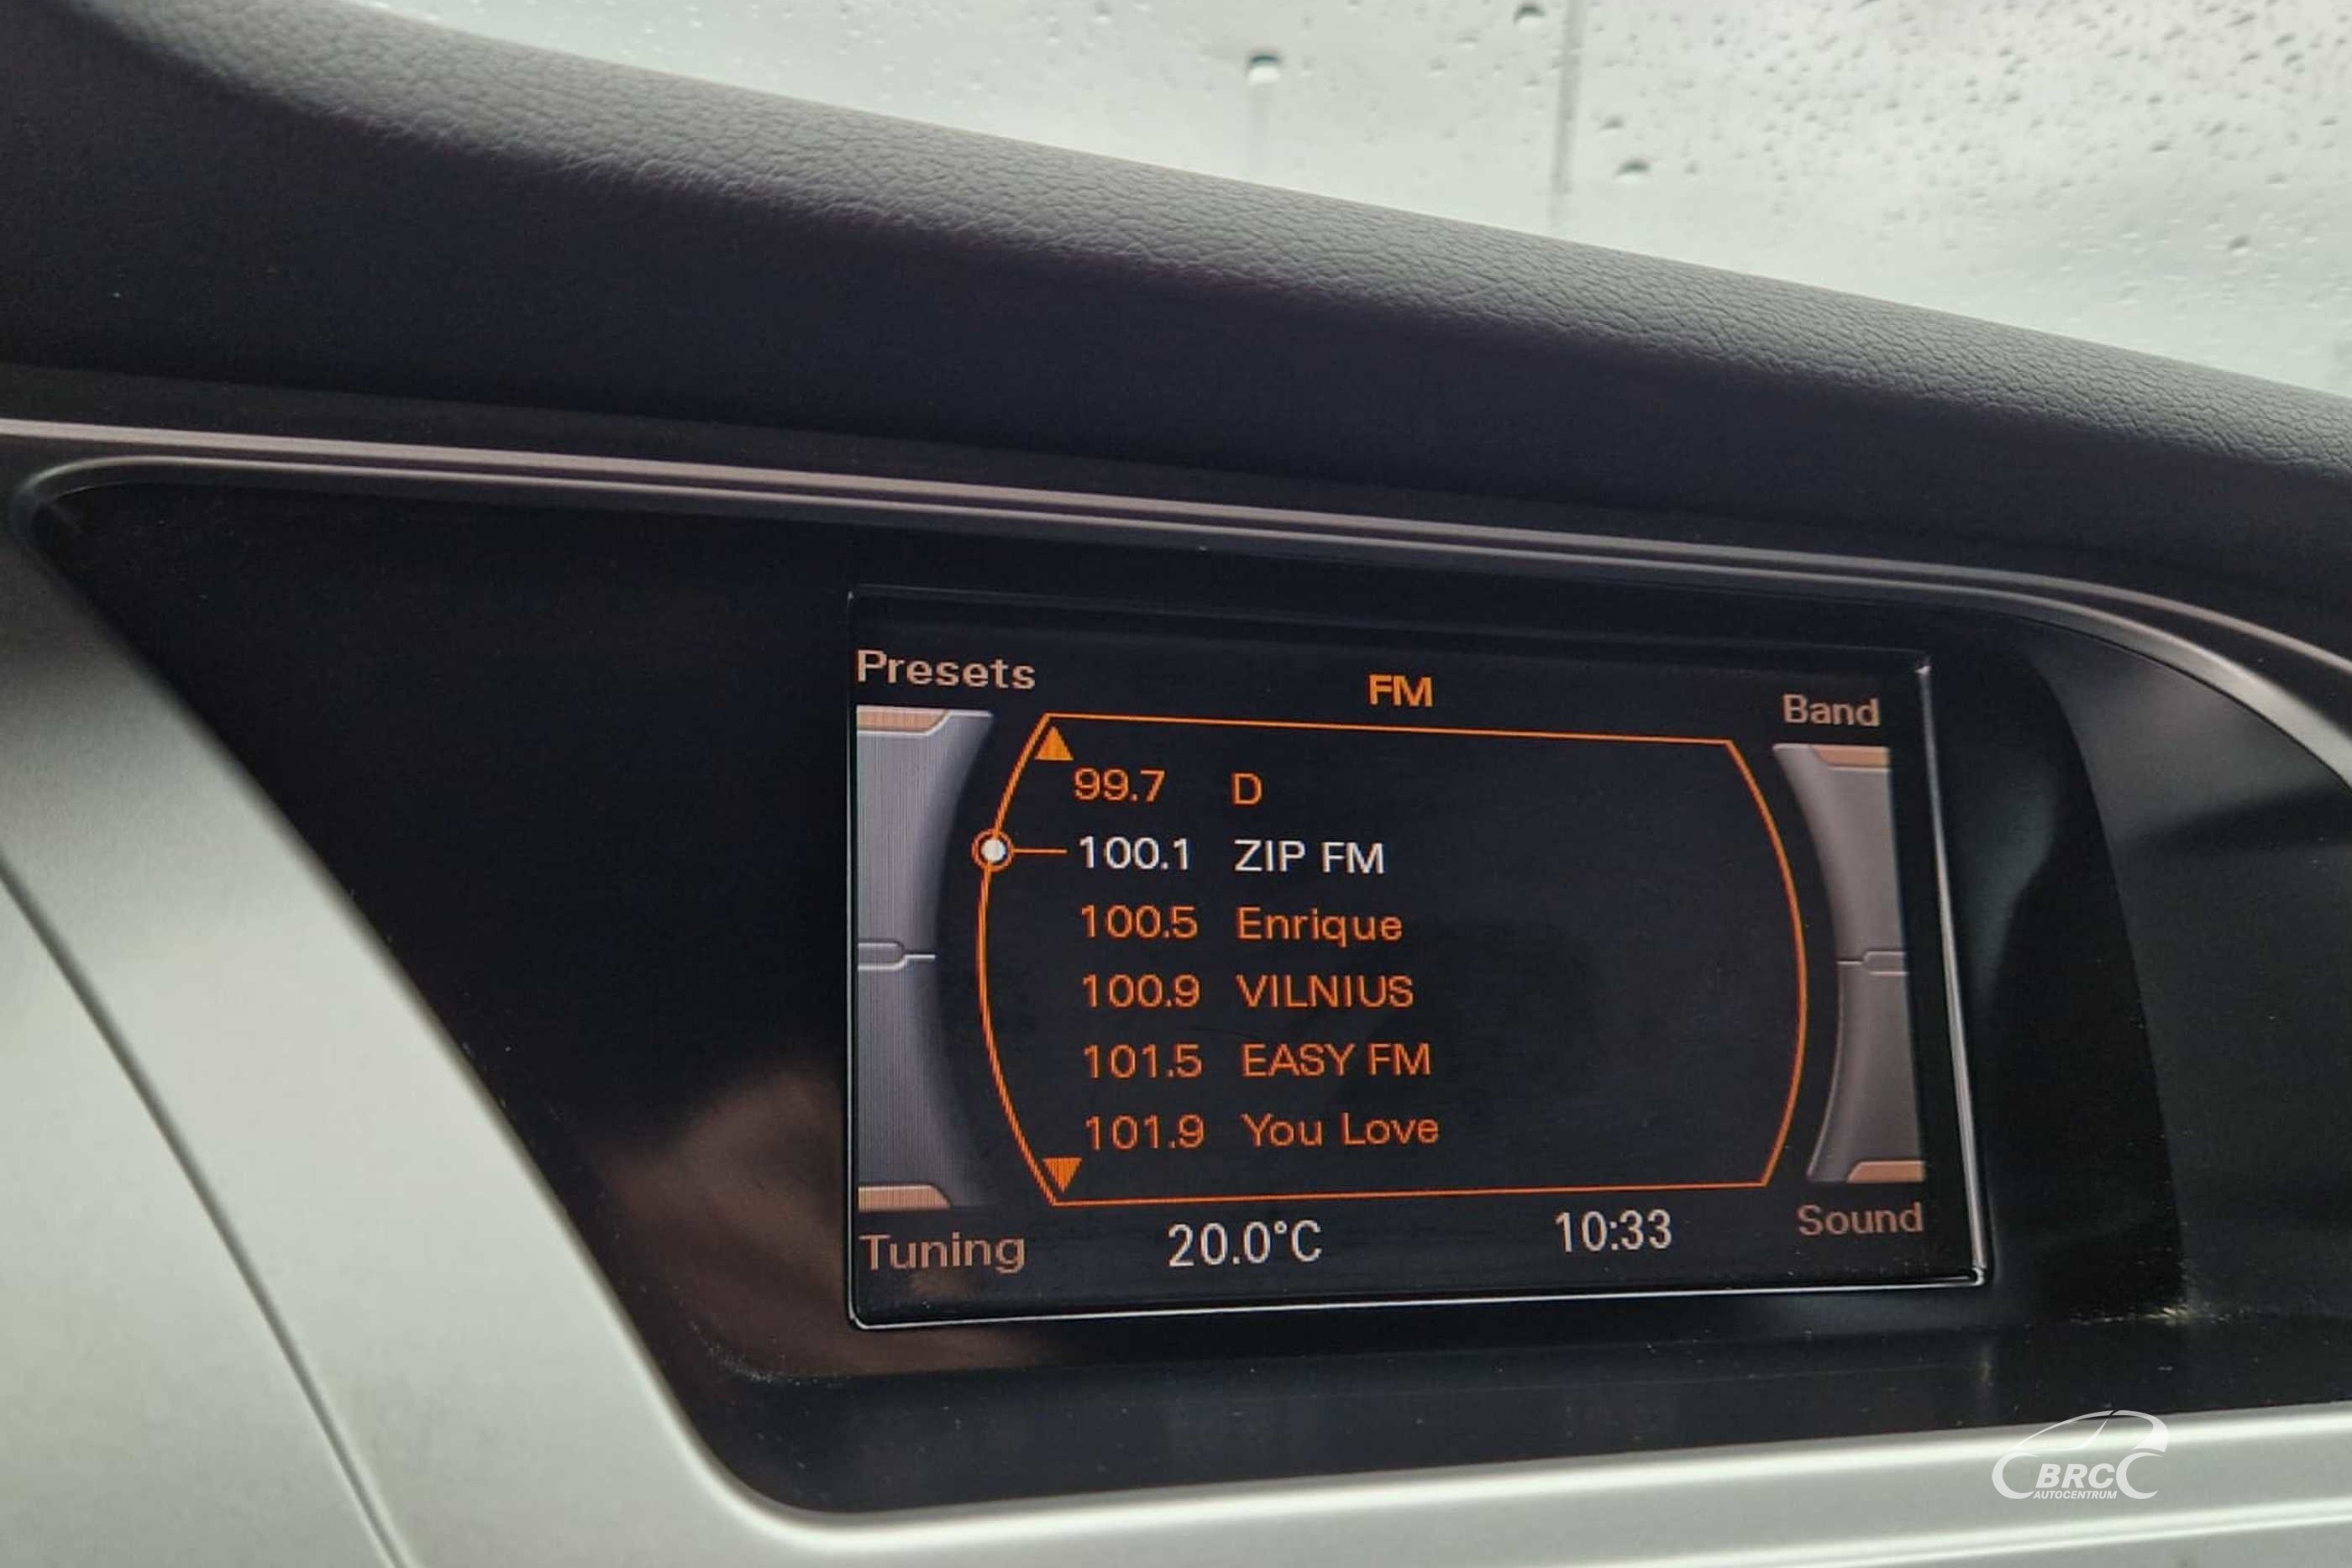 Presets
FM
Band
99.7 D
100.1 ZIP FM
100.5 Enrique
100.9 VILNIUS
101.5 EASY FM
101.9 You Love
Tuning
20.0°C
10:33
Sound
BRC
AUTOCENTRUM